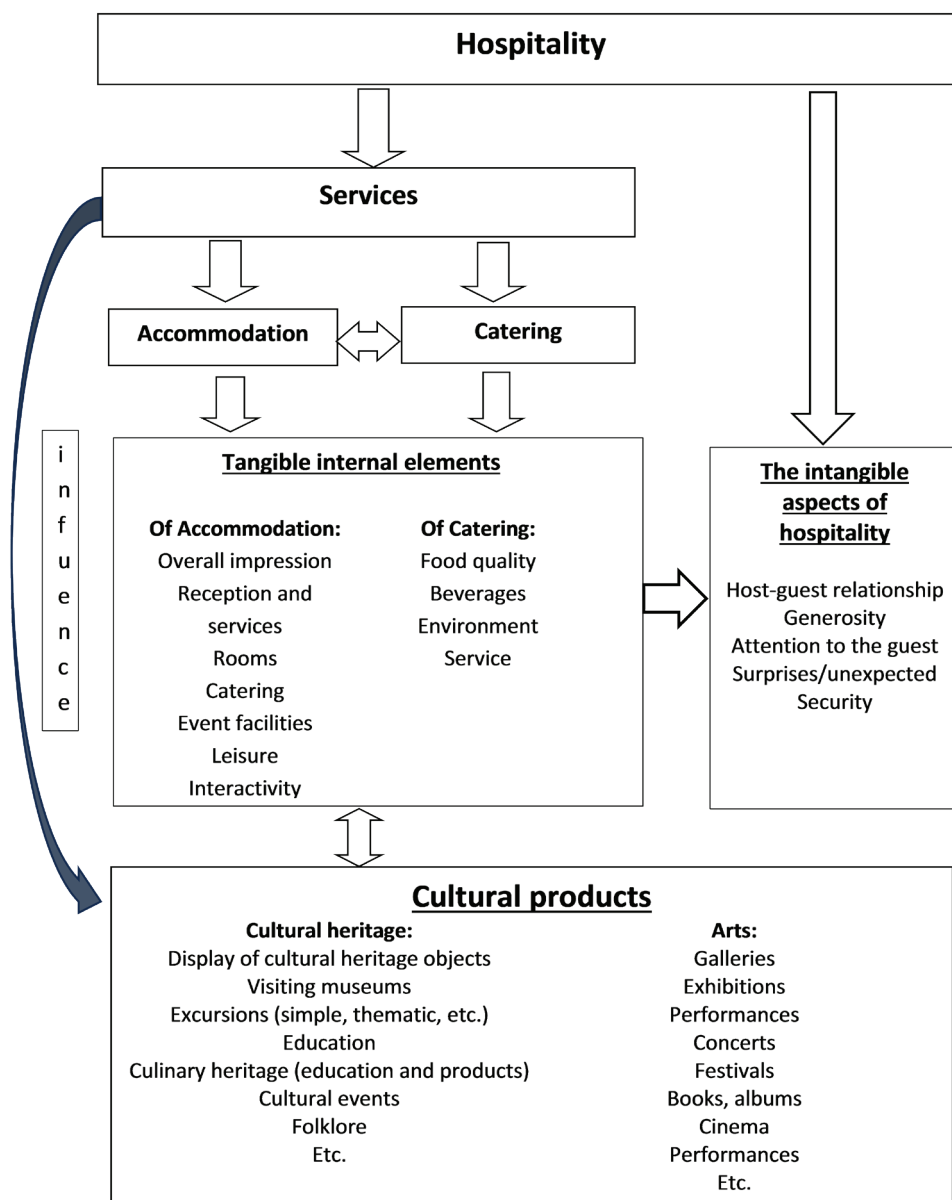 Hospitality
Services
Accommodation
Catering
i
n
f
u
e
n
c
e
Tangible internal elements
Of Accommodation:
Overall impression
Reception and
services
Rooms
Catering
Event facilities
Leisure
Interactivity
Of Catering:
Food quality
Beverages
Environment
Service
The intangible
aspects of
hospitality
Host-guest relationship
Generosity
Attention to the guest
Surprises/unexpected
Security
Cultural products
Cultural heritage:
Display of cultural heritage objects
Visiting museums
Excursions (simple, thematic, etc.)
Education
Culinary heritage (education and products)
Cultural events
Folklore
Etc.
Arts:
Galleries
Exhibitions
Performances
Concerts
Festivals
Books, albums
Cinema
Performances
Etc.